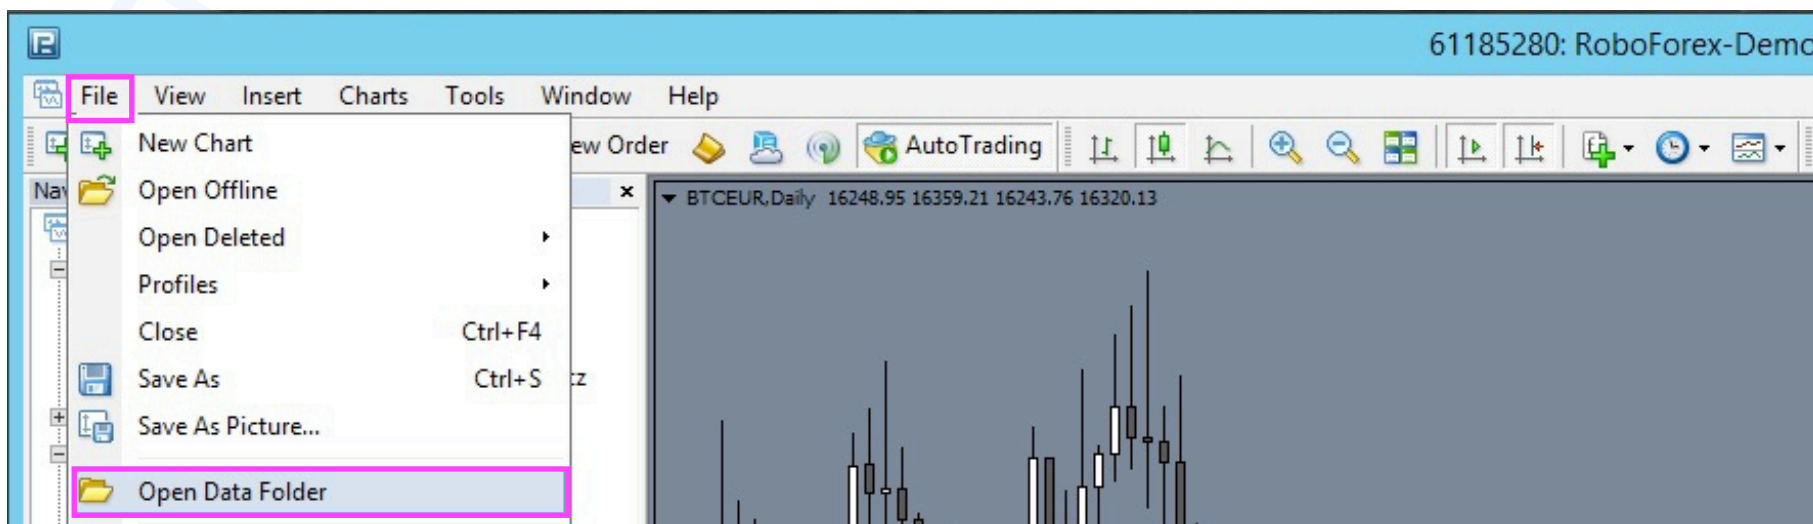 61185280: RoboForex-Demo
File View Insert Charts Tools Window Help
New Chart
ew Order
AutoTrading
Nav
Open Offline
BTCEUR,Daily 16248.95 16359.21 16243.76 16320.13
Open Deleted
Profiles
Close Ctrl+F4
Save As Ctrl+S
Save As Picture...
Open Data Folder